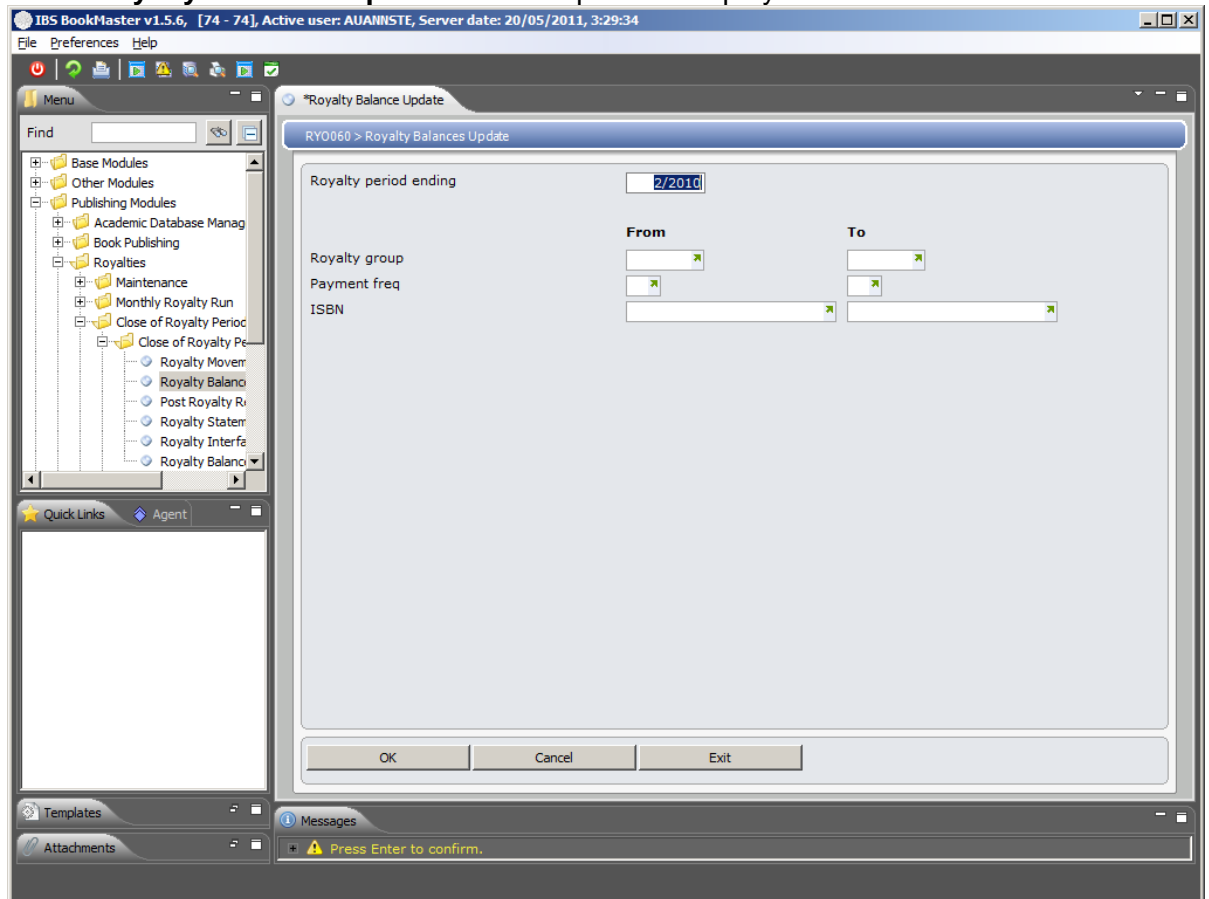 IBS BookMaster v1.5.6, [74 - 74], Active user: AUANNSTE, Server date: 20/05/2011, 3:29:34
File Preferences Help
Menu
*Royalty Balance Update
Find
RYO060 > Royalty Balances Update
Base Modules
Other Modules
Publishing Modules
Academic Database Manag
Book Publishing
Royalties
Maintenance
Monthly Royalty Run
Close of Royalty Period
Close of Royalty Pe
Royalty Movem
Royalty Balanc
Post Royalty R
Royalty Statem
Royalty Interfa
Royalty Balanc
Royalty period ending 2/2010
From To
Royalty group
Payment freq
ISBN
Quick Links Agent
OK Cancel Exit
Templates
Messages
Attachments
Press Enter to confirm.